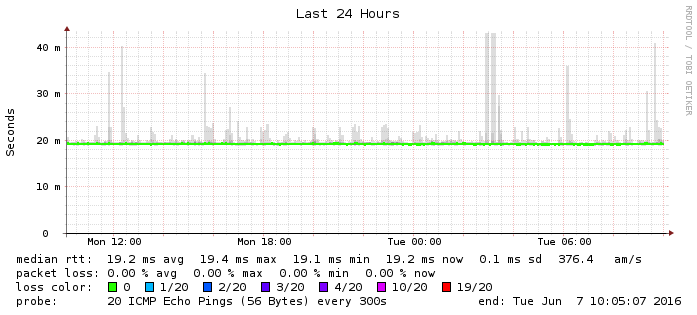 Last 24 Hours
RRDTOOL / TOBI OETIKER
Seconds
40 m
30 m
20 m
10 m
0
Mon 12:00 Mon 18:00 Tue 00:00 Tue 06:00
median rtt: 19.2 ms avg 19.4 ms max 19.1 ms min 19.2 ms now 0.1 ms sd 376.4 am/s
packet loss: 0.00 % avg 0.00 % max 0.00 % min 0.00 % now
loss color: 0 1/20 2/20 3/20 4/20 10/20 19/20
probe: 20 ICMP Echo Pings (56 Bytes) every 300s end: Tue Jun 7 10:05:07 2016